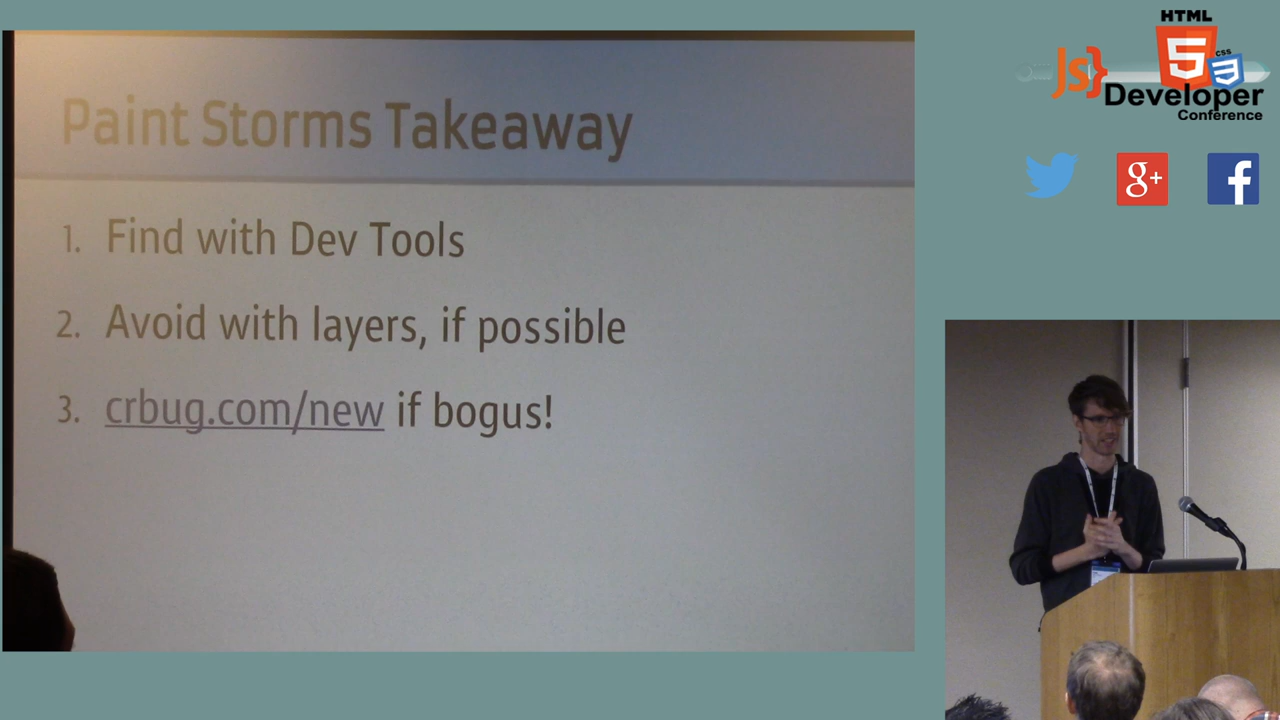 Paint Storms Takeaway
1. Find with Dev Tools
2. Avoid with layers, if possible
3. crbug.com/new if bogus!
HTML
JS} 5 css 3
Developer
Conference
g+ f